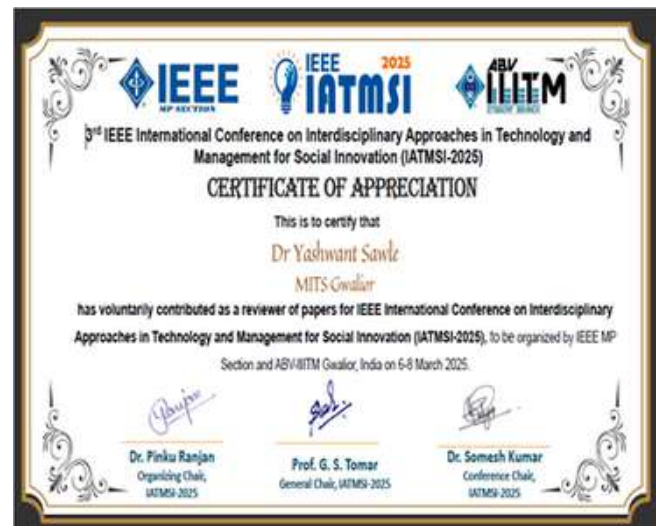 IEEE
MP SECTION
IEEE 2025
IATMSI
ABV
IIITM
STUDENT BRANCH
3rd IEEE International Conference on Interdisciplinary Approaches in Technology and
Management for Social Innovation (IATMSI-2025)
CERTIFICATE OF APPRECIATION
This is to certify that
Dr Yashwant Sawle
MITS Gwalior
has voluntarily contributed as a reviewer of papers for IEEE International Conference on Interdisciplinary
Approaches in Technology and Management for Social Innovation (IATMSI-2025), to be organized by IEEE MP
Section and ABV-IIITM Gwalior, India on 6-8 March 2025.
Dr. Pinku Ranjan
Organizing Chair,
IATMSI-2025
Prof. G. S. Tomar
General Chair, IATMSI-2025
Dr. Somesh Kumar
Conference Chair,
IATMSI-2025